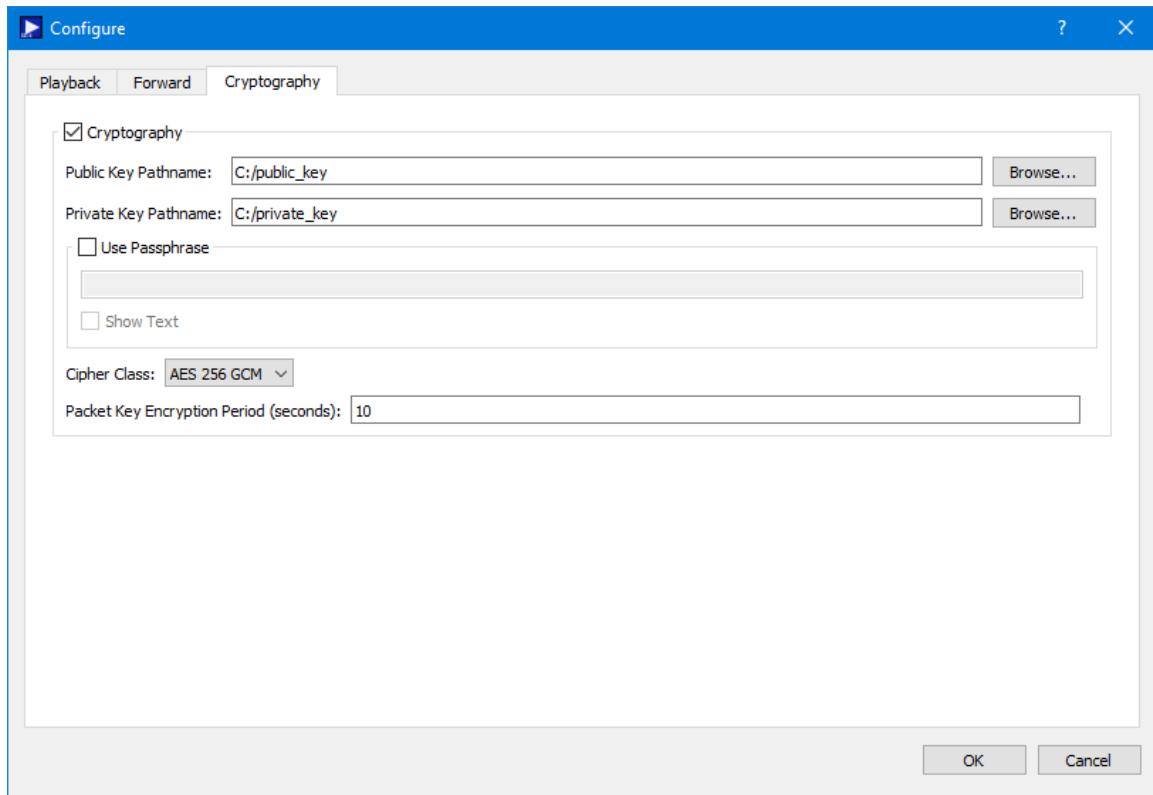 Configure ? ×
Playback Forward Cryptography
Cryptography
Public Key Pathname: C:/public_key Browse...
Private Key Pathname: C:/private_key Browse...
Use Passphrase
Show Text
Cipher Class: AES 256 GCM
Packet Key Encryption Period (seconds): 10
OK Cancel